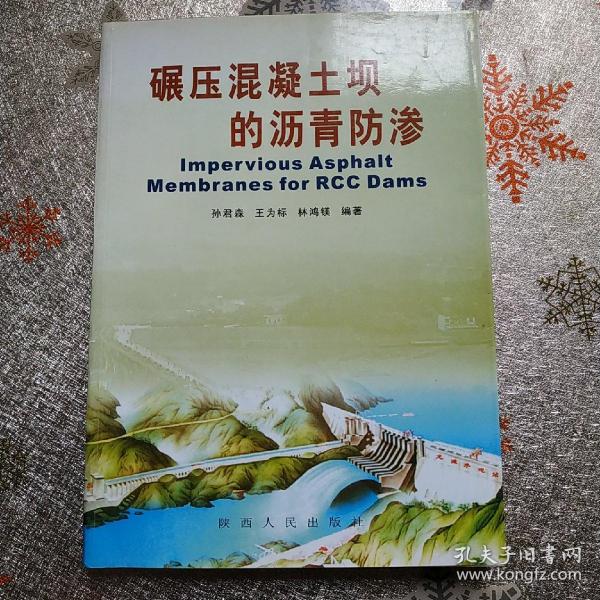 碾压混凝土坝
的沥青防渗
Impervious Asphalt
Membranes for RCC Dams
孙君森 王为标 林鸿镁 编著
陕西人民出版社
孔夫子旧书网
www.kongfz.com